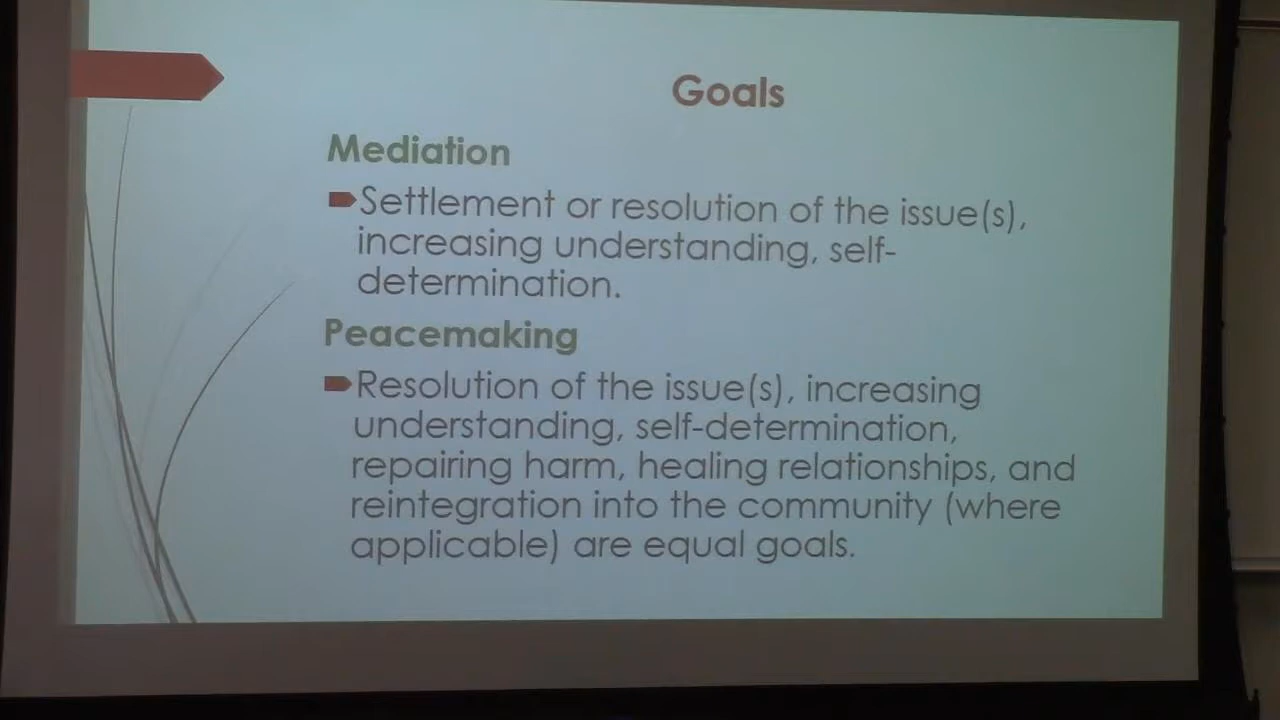 Goals
Mediation
Settlement or resolution of the issue(s),
increasing understanding, self-
determination.
Peacemaking
Resolution of the issue(s), increasing
understanding, self-determination,
repairing harm, healing relationships, and
reintegration into the community (where
applicable) are equal goals.